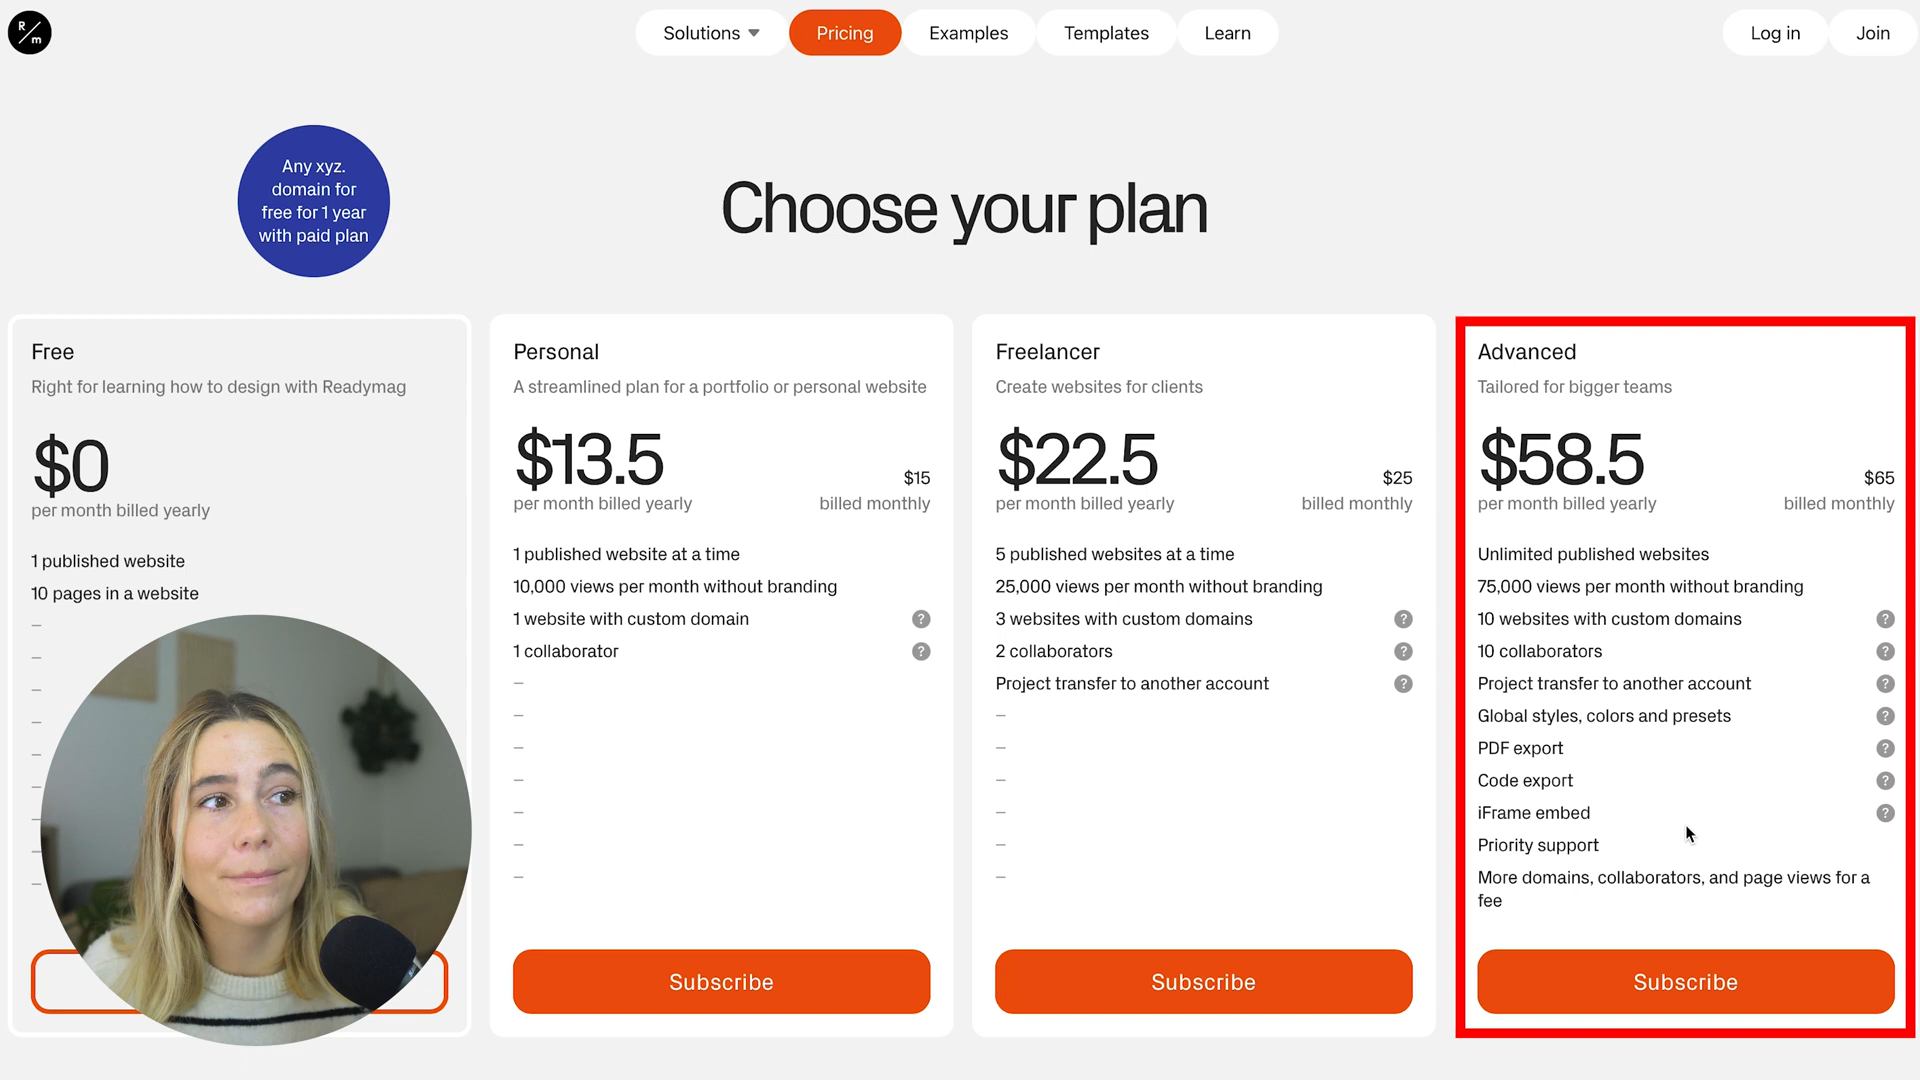 R/m
Solutions
Pricing
Examples
Templates
Learn
Log in
Join
Any xyz.
domain for
free for 1 year
with paid plan
Choose your plan
Free
Right for learning how to design with Readymag
$0
per month billed yearly
1 published website
10 pages in a website
–
–
–
–
–
–
–
–
–
Personal
A streamlined plan for a portfolio or personal website
$13.5
$15
per month billed yearly
billed monthly
1 published website at a time
10,000 views per month without branding
1 website with custom domain ?
1 collaborator ?
–
–
–
–
–
–
–
Subscribe
Freelancer
Create websites for clients
$22.5
$25
per month billed yearly
billed monthly
5 published websites at a time
25,000 views per month without branding
3 websites with custom domains ?
2 collaborators ?
Project transfer to another account ?
–
–
–
–
–
–
Subscribe
Advanced
Tailored for bigger teams
$58.5
$65
per month billed yearly
billed monthly
Unlimited published websites
75,000 views per month without branding
10 websites with custom domains ?
10 collaborators ?
Project transfer to another account ?
Global styles, colors and presets ?
PDF export ?
Code export ?
iFrame embed ?
Priority support
More domains, collaborators, and page views for a
fee
Subscribe